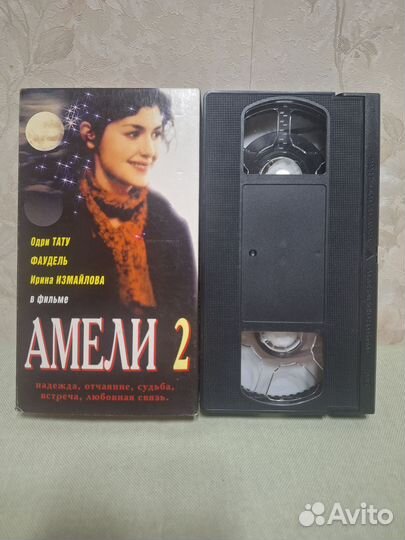 Одри ТАТУ
ФАУДЕЛЬ
Ирина ИЗМАЙЛОВА
в фильме
АМЕЛИ 2
надежда, отчаяние, судьба,
встреча, любовная связь.
Avito